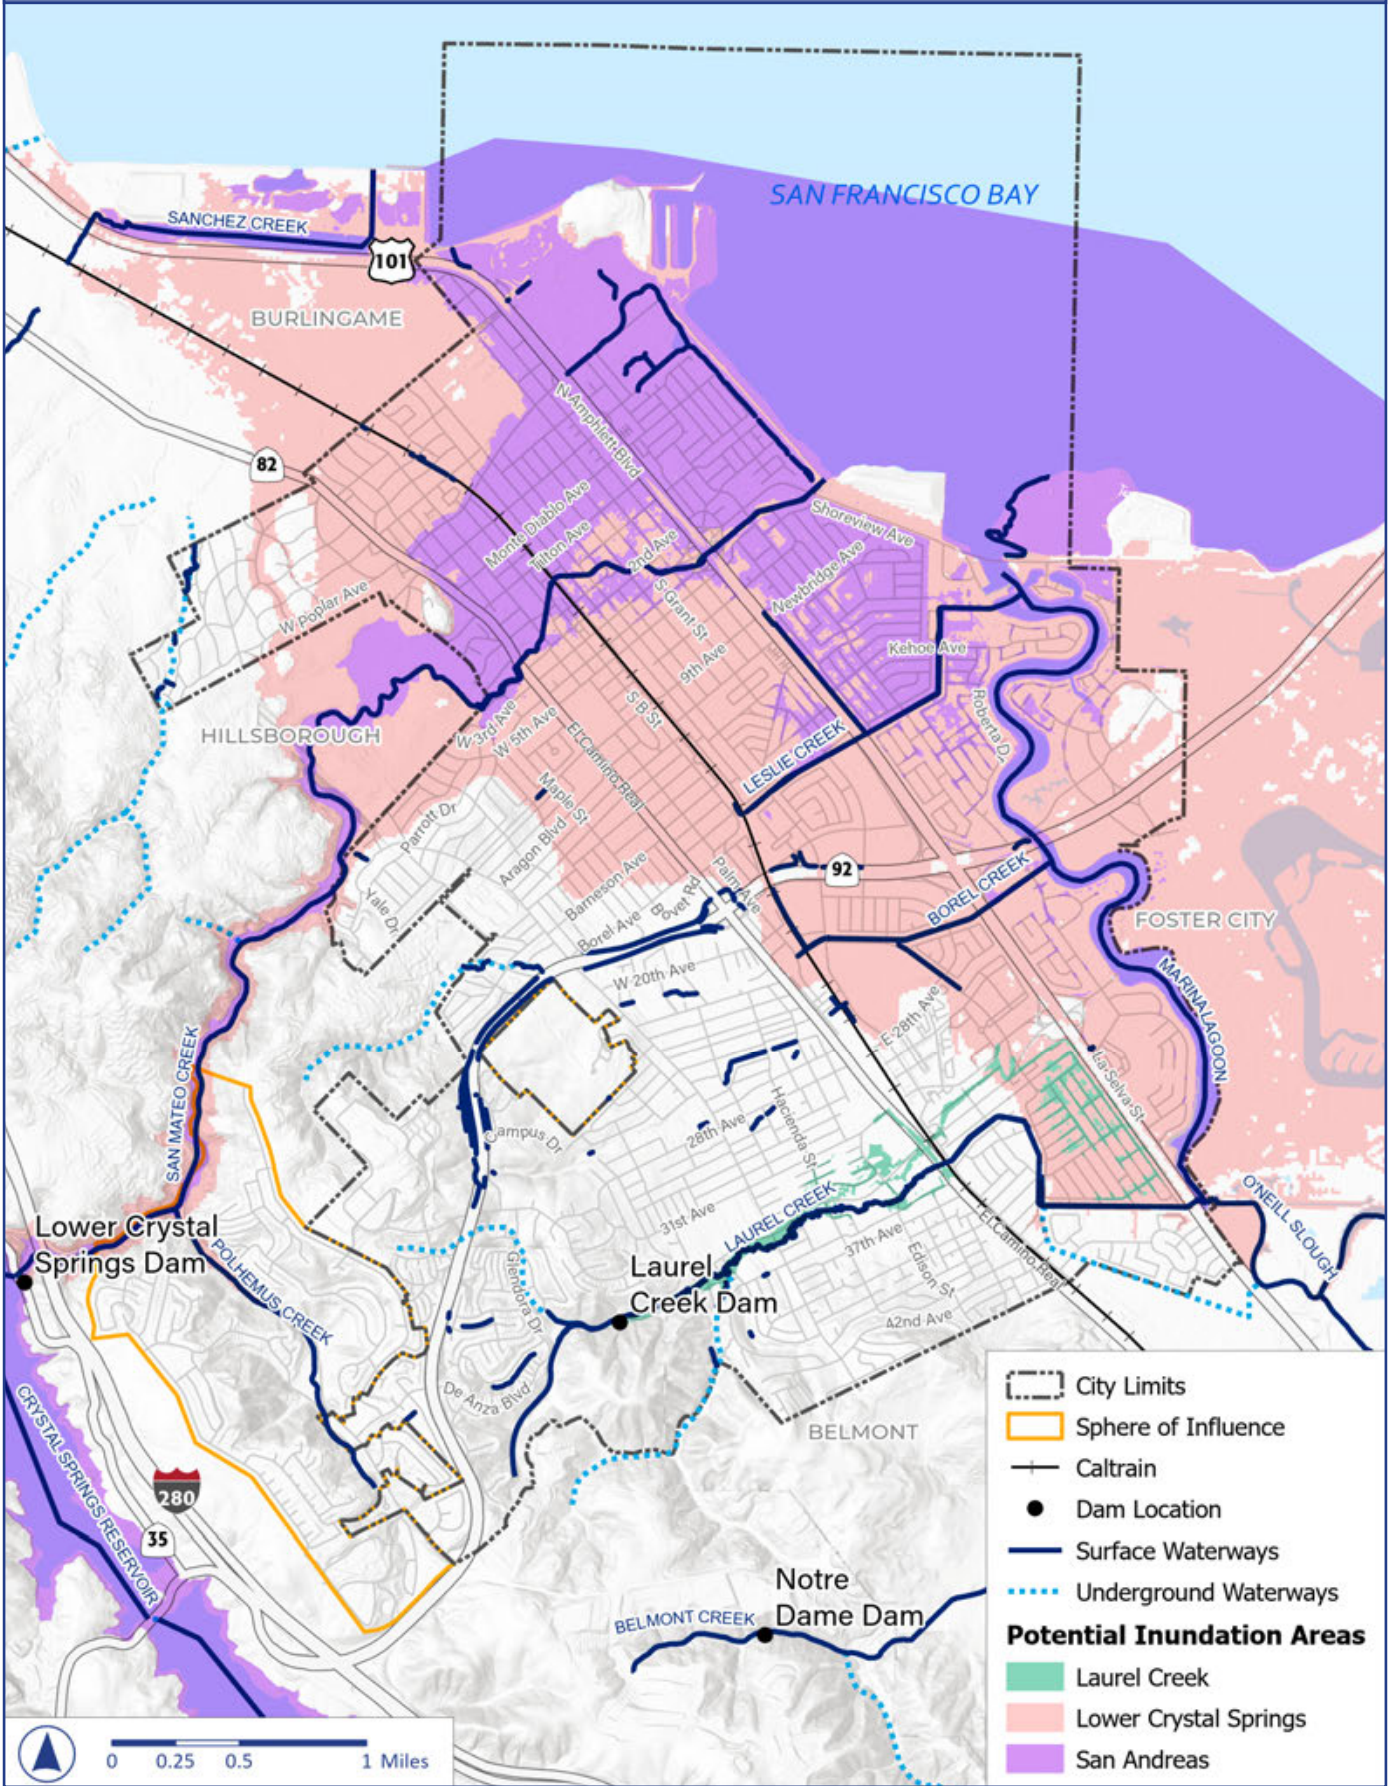 SAN FRANCISCO BAY
SANCHEZ CREEK
101
BURLINGAME
N Amphlett Blvd
82
Monte Diablo Ave
Tilton Ave
2nd Ave
Shoreview Ave
Newbridge Ave
S Grant St
W Poplar Ave
9th Ave
Kehoe Ave
HILLSBOROUGH
W 3rd Ave
W 5th Ave
S B St
El Camino Real
Roberta Dr
LESLIE CREEK
Maple St
Parrott Dr
Aragon Blvd
Barneson Ave
Palm Ave
92
Yale Dr
Borel Ave
Bovet Rd
BOREL CREEK
FOSTER CITY
W 20th Ave
MARINA LAGOON
E 28th Ave
SAN MATEO CREEK
La Selva St
Campus Dr
28th Ave
Hacienda St
31st Ave
LAUREL CREEK
37th Ave
Edison St
El Camino Real
O'NEILL SLOUGH
Lower Crystal
Springs Dam
POLHEMUS CREEK
Glendora Dr
Laurel
Creek Dam
42nd Ave
De Anza Blvd
BELMONT
CRYSTAL SPRINGS RESERVOIR
280
35
Notre
Dame Dam
BELMONT CREEK
City Limits
Sphere of Influence
Caltrain
Dam Location
Surface Waterways
Underground Waterways
Potential Inundation Areas
Laurel Creek
Lower Crystal Springs
San Andreas
0 0.25 0.5 1 Miles